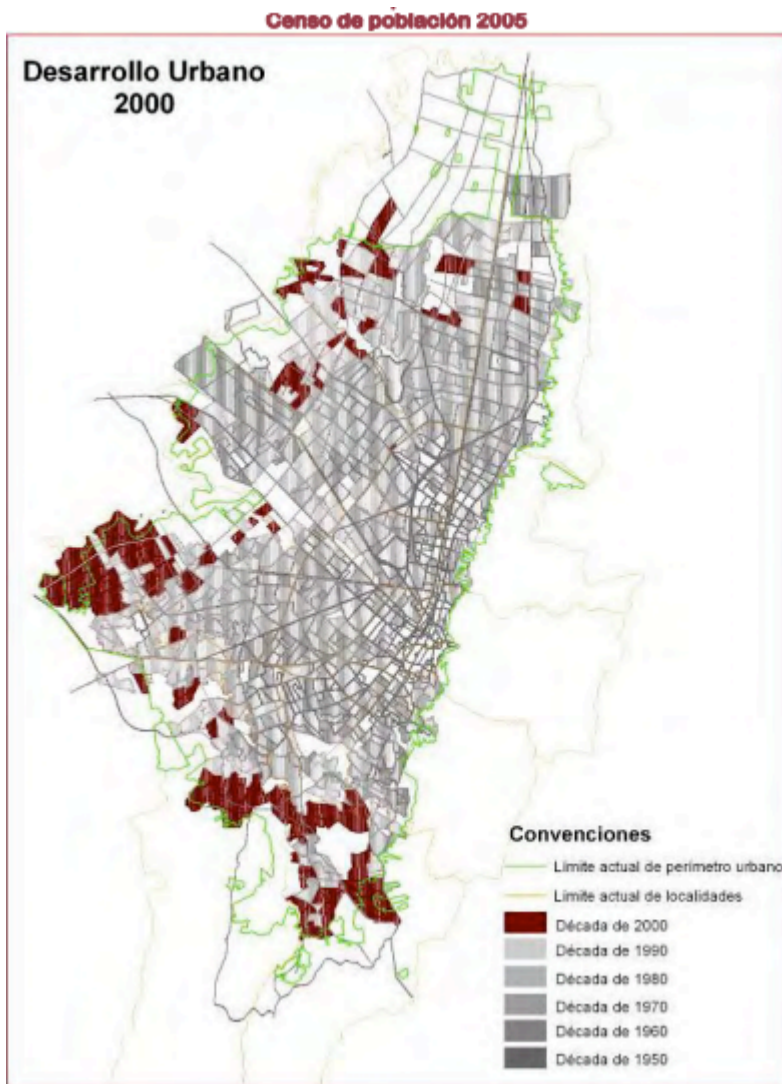 Censo de población 2005
Desarrollo Urbano
2000
Convenciones
Límite actual de perímetro urbano
Límite actual de localidades
Década de 2000
Década de 1990
Década de 1980
Década de 1970
Década de 1960
Década de 1950